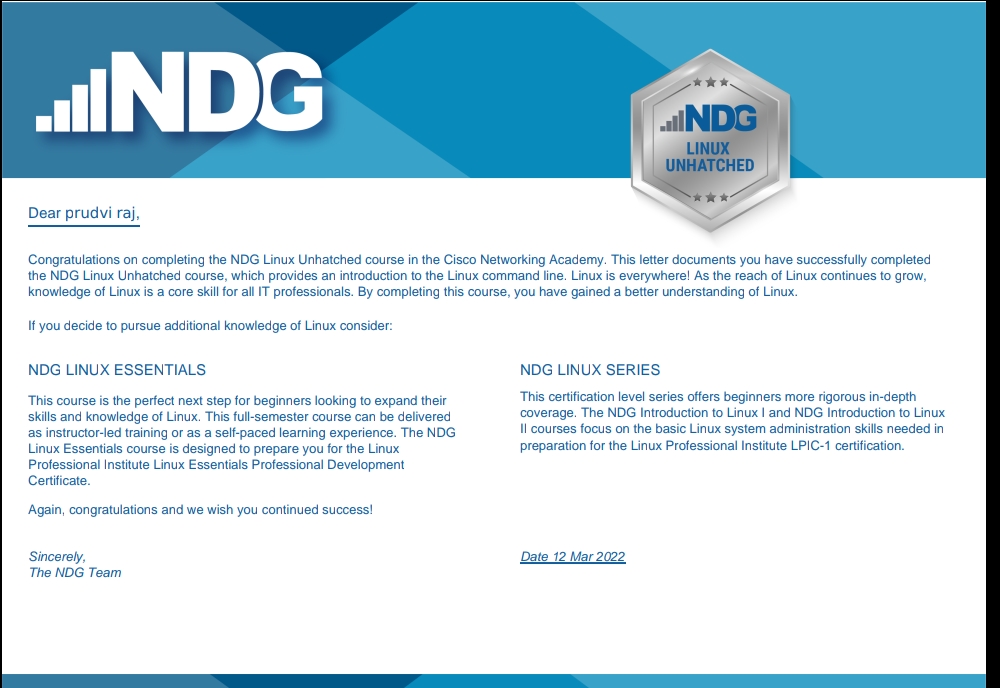 NDG
NDG
LINUX
UNHATCHED
Dear prudvi raj,
Congratulations on completing the NDG Linux Unhatched course in the Cisco Networking Academy. This letter documents you have successfully completed
the NDG Linux Unhatched course, which provides an introduction to the Linux command line. Linux is everywhere! As the reach of Linux continues to grow,
knowledge of Linux is a core skill for all IT professionals. By completing this course, you have gained a better understanding of Linux.
If you decide to pursue additional knowledge of Linux consider:
NDG LINUX ESSENTIALS
This course is the perfect next step for beginners looking to expand their
skills and knowledge of Linux. This full-semester course can be delivered
as instructor-led training or as a self-paced learning experience. The NDG
Linux Essentials course is designed to prepare you for the Linux
Professional Institute Linux Essentials Professional Development
Certificate.
Again, congratulations and we wish you continued success!
Sincerely,
The NDG Team
NDG LINUX SERIES
This certification level series offers beginners more rigorous in-depth
coverage. The NDG Introduction to Linux I and NDG Introduction to Linux
II courses focus on the basic Linux system administration skills needed in
preparation for the Linux Professional Institute LPIC-1 certification.
Date 12 Mar 2022